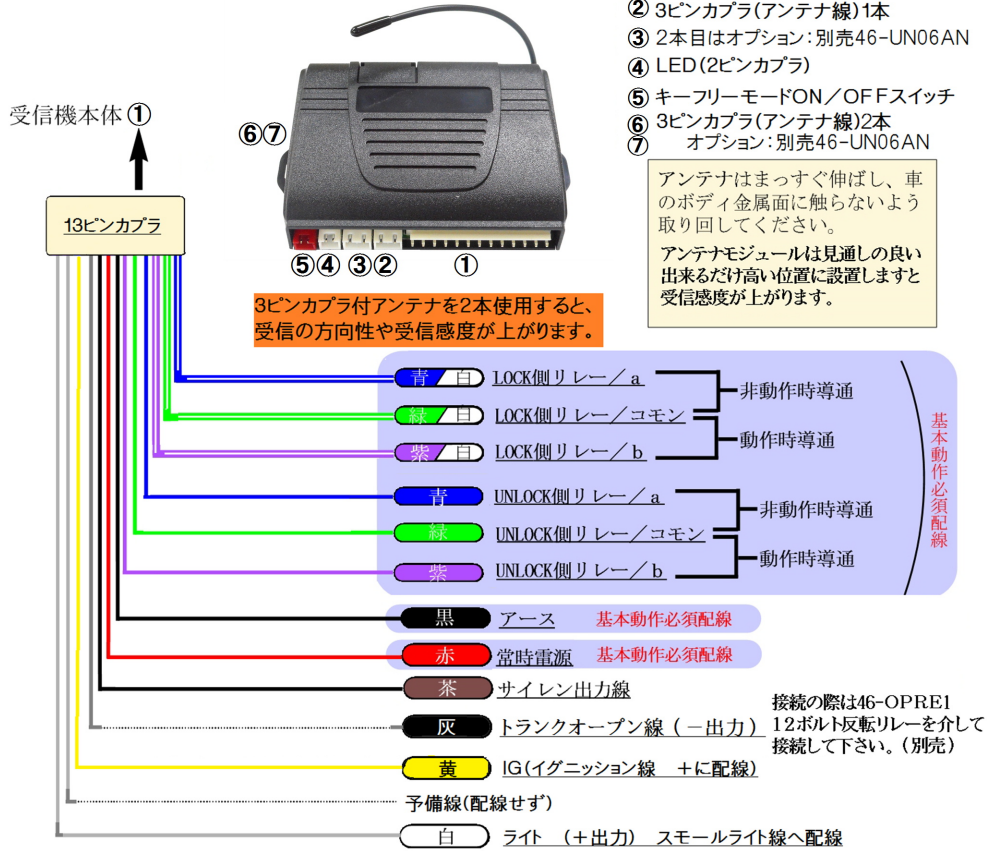 ② 3ピンカプラ(アンテナ線)1本
③ 2本目はオプション：別売46-UN06AN
④ LED(2ピンカプラ)
⑤ キーフリーモードON／OFFスイッチ
⑥ 3ピンカプラ(アンテナ線)2本
⑦ オプション：別売46-UN06AN
受信機本体①
⑥⑦
13ピンカプラ
⑤④ ③② ①
アンテナはまっすぐ伸ばし、車
のボディ金属面に触らないよう
取り回してください。
アンテナモジュールは見通しの良い
出来るだけ高い位置に設置しますと
受信感度が上がります。
3ピンカプラ付アンテナを2本使用すると、
受信の方向性や受信感度が上がります。
青／白 LOCK側リレー／a
非動作時導通
緑／白 LOCK側リレー／コモン
動作時導通
紫／白 LOCK側リレー／b
青 UNLOCK側リレー／a
非動作時導通
緑 UNLOCK側リレー／コモン
動作時導通
紫 UNLOCK側リレー／b
基本動作必須配線
黒 アース 基本動作必須配線
赤 常時電源 基本動作必須配線
茶 サイレン出力線
灰 トランクオープン線（－出力）
接続の際は46-OPRE1
12ボルト反転リレーを介して
接続して下さい。（別売）
黄 IG(イグニッション線　＋に配線)
予備線(配線せず)
白 ライト　（＋出力）　スモールライト線へ配線